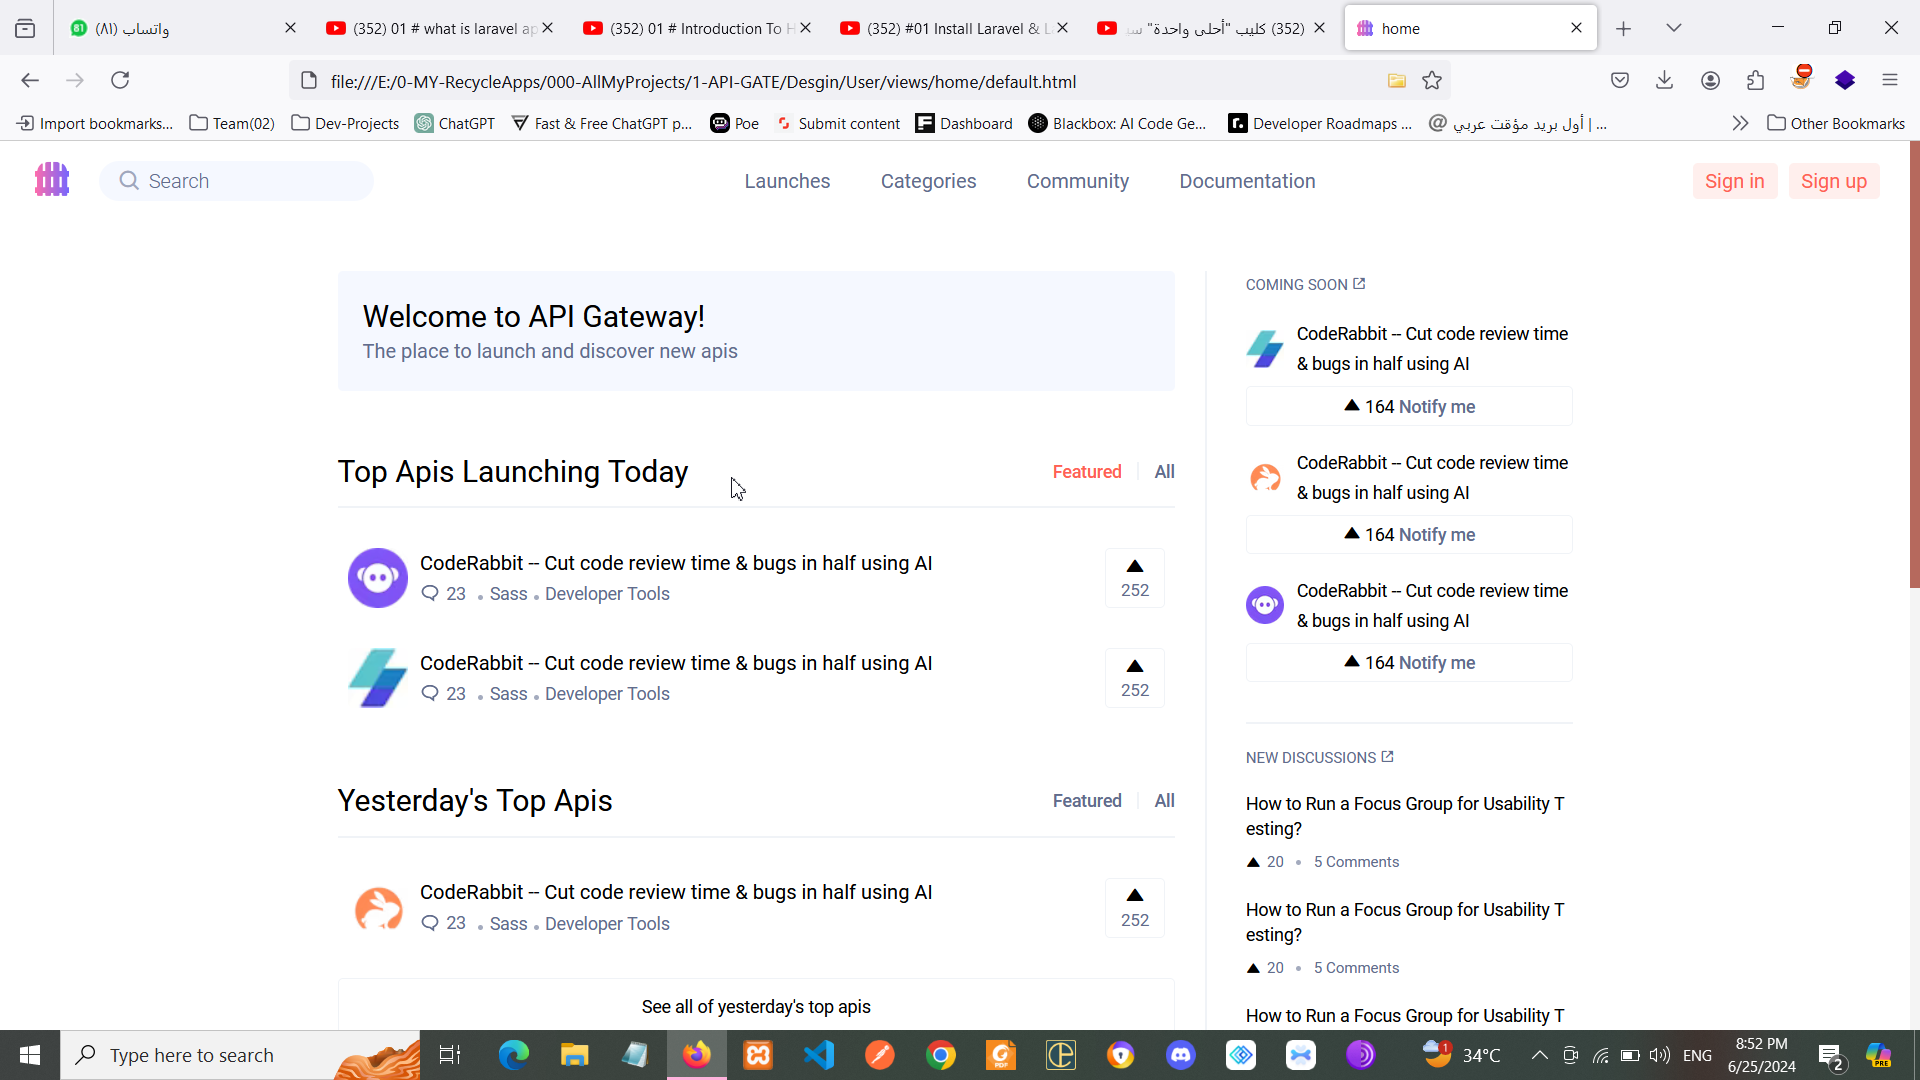 واتساب (٨١)
(352) 01 # what is laravel ap
(352) 01 # Introduction To H
(352) #01 Install Laravel & L
(352) كليب "أحلى واحدة" سـ
home
file:///E:/0-MY-RecycleApps/000-AllMyProjects/1-API-GATE/Desgin/User/views/home/default.html
Import bookmarks...
Team(02)
Dev-Projects
ChatGPT
Fast & Free ChatGPT p...
Poe
Submit content
Dashboard
Blackbox: AI Code Ge...
Developer Roadmaps ...
أول بريد مؤقت عربي | ...
Other Bookmarks
Search
Launches
Categories
Community
Documentation
Sign in
Sign up
Welcome to API Gateway!
The place to launch and discover new apis
Top Apis Launching Today
Featured
All
CodeRabbit -- Cut code review time & bugs in half using AI
23 . Sass . Developer Tools
252
CodeRabbit -- Cut code review time & bugs in half using AI
23 . Sass . Developer Tools
252
Yesterday's Top Apis
Featured
All
CodeRabbit -- Cut code review time & bugs in half using AI
23 . Sass . Developer Tools
252
See all of yesterday's top apis
COMING SOON
CodeRabbit -- Cut code review time
& bugs in half using AI
164 Notify me
CodeRabbit -- Cut code review time
& bugs in half using AI
164 Notify me
CodeRabbit -- Cut code review time
& bugs in half using AI
164 Notify me
NEW DISCUSSIONS
How to Run a Focus Group for Usability T
esting?
20 • 5 Comments
How to Run a Focus Group for Usability T
esting?
20 • 5 Comments
How to Run a Focus Group for Usability T
Type here to search
1
34°C
ENG
8:52 PM
6/25/2024
2
PRE